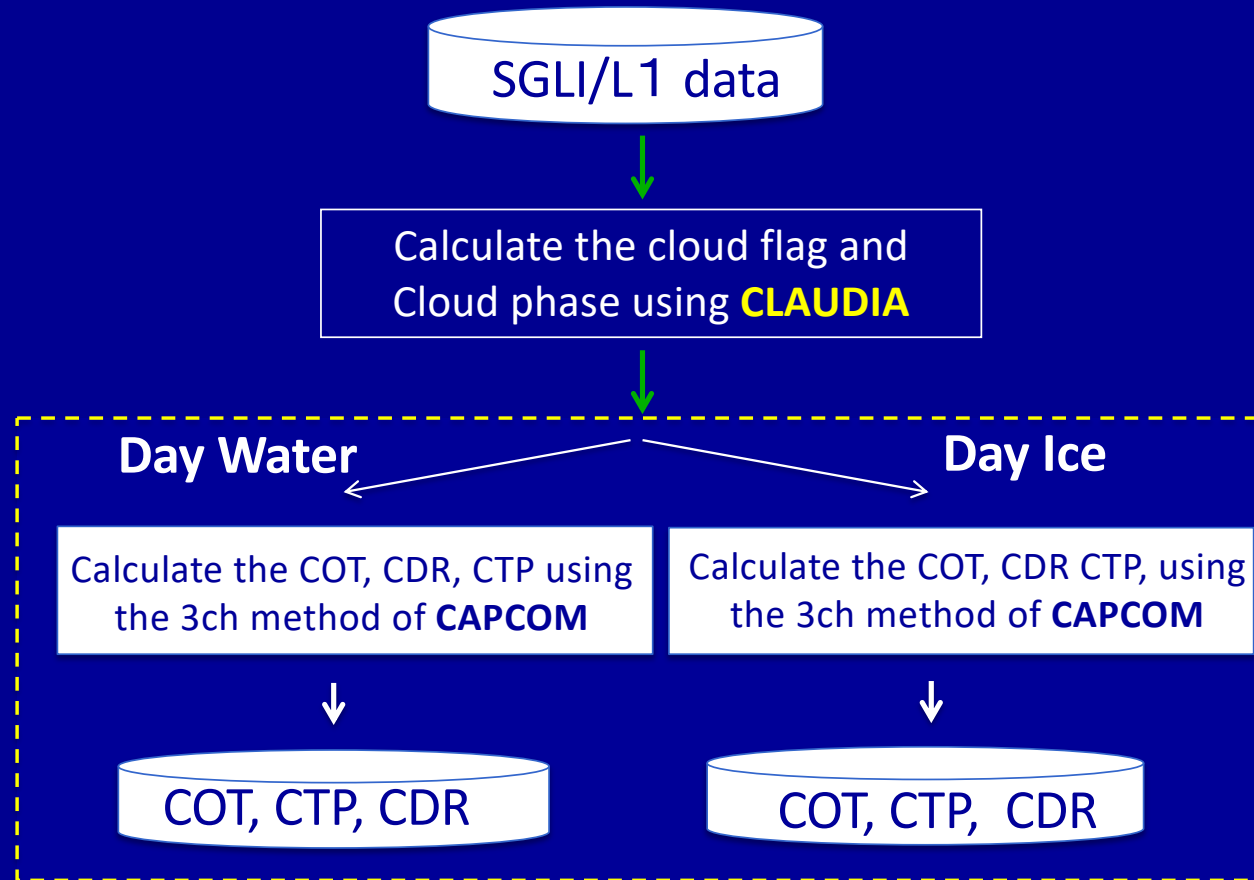 SGLI/L1 data
Calculate the cloud flag and
Cloud phase using CLAUDIA
Day Water
Day Ice
Calculate the COT, CDR, CTP using
the 3ch method of CAPCOM
Calculate the COT, CDR CTP, using
the 3ch method of CAPCOM
COT, CTP, CDR
COT, CTP, CDR